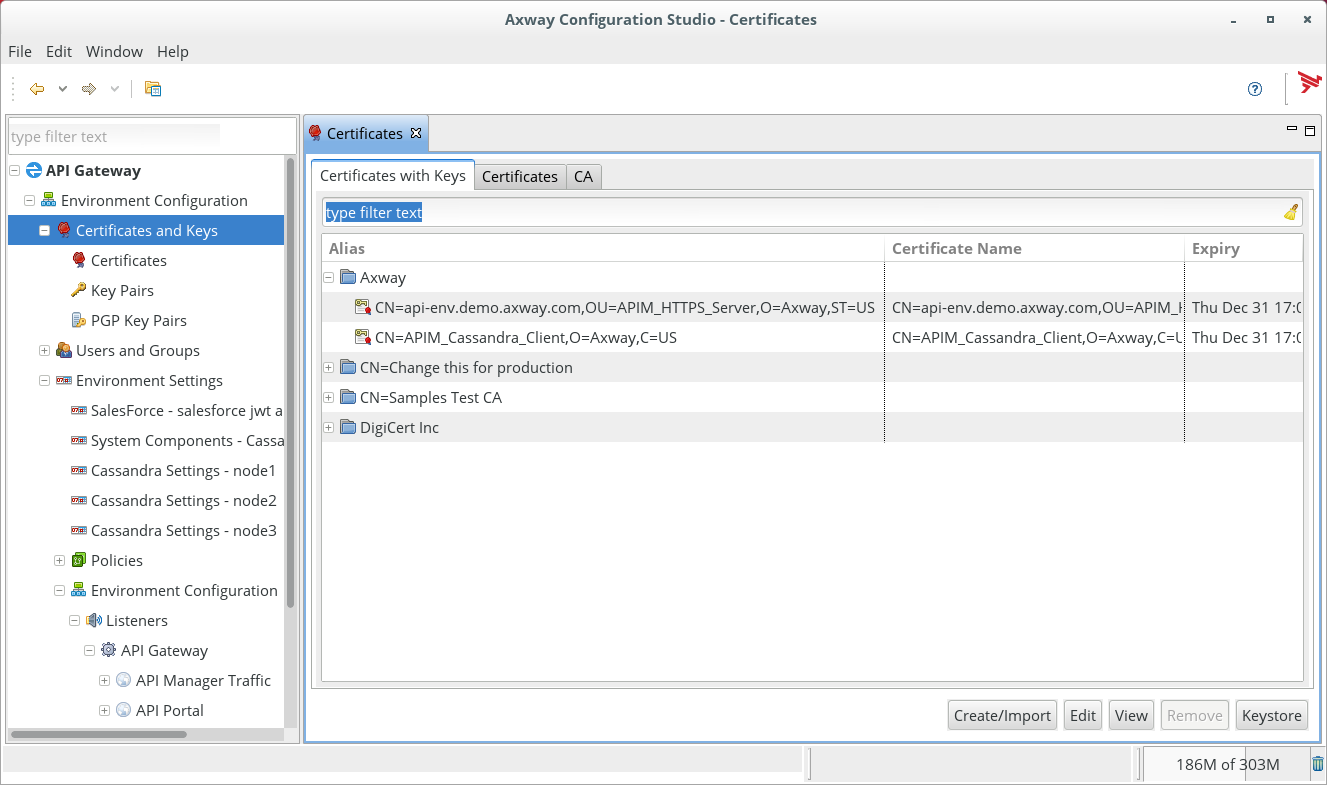 Axway Configuration Studio - Certificates
File Edit Window Help
type filter text
API Gateway
Environment Configuration
Certificates and Keys
Certificates
Key Pairs
PGP Key Pairs
Users and Groups
Environment Settings
SalesForce - salesforce jwt a
System Components - Cassa
Cassandra Settings - node1
Cassandra Settings - node2
Cassandra Settings - node3
Policies
Environment Configuration
Listeners
API Gateway
API Manager Traffic
API Portal
Certificates
Certificates with Keys Certificates CA
type filter text
Alias Certificate Name Expiry
Axway
CN=api-env.demo.axway.com,OU=APIM_HTTPS_Server,O=Axway,ST=US CN=api-env.demo.axway.com,OU=APIM_H Thu Dec 31 17:0
CN=APIM_Cassandra_Client,O=Axway,C=US CN=APIM_Cassandra_Client,O=Axway,C=U Thu Dec 31 17:0
CN=Change this for production
CN=Samples Test CA
DigiCert Inc
Create/Import Edit View Remove Keystore
186M of 303M